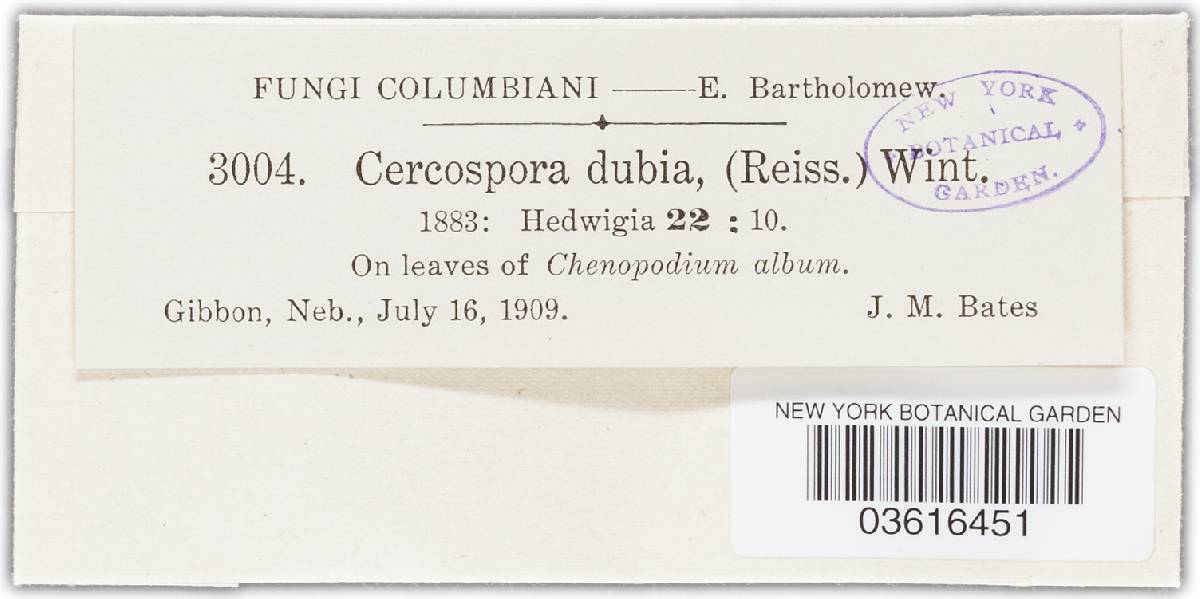 FUNGI COLUMBIANI —— E. Bartholomew.
3004. Cercospora dubia, (Reiss.) Wint.
1883: Hedwigia 22 : 10.
On leaves of Chenopodium album.
Gibbon, Neb., July 16, 1909. J. M. Bates
NEW YORK
BOTANICAL
GARDEN.
NEW YORK BOTANICAL GARDEN
03616451